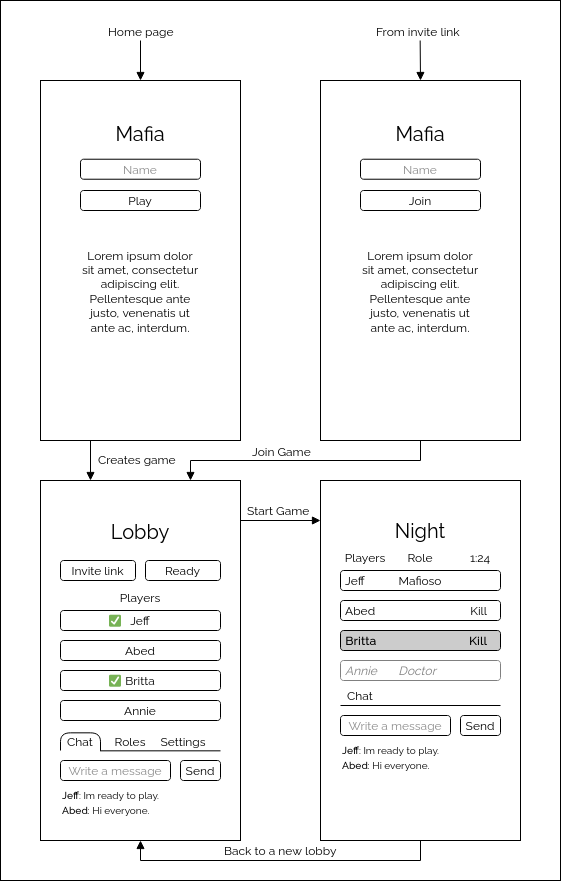 Home page
From invite link
Mafia
Name
Play
Lorem ipsum dolor
sit amet, consectetur
adipiscing elit.
Pellentesque ante
justo, venenatis ut
ante ac, interdum.
Mafia
Name
Join
Lorem ipsum dolor
sit amet, consectetur
adipiscing elit.
Pellentesque ante
justo, venenatis ut
ante ac, interdum.
Creates game
Join Game
Lobby
Invite link Ready
Players
✅ Jeff
Abed
✅ Britta
Annie
Chat Roles Settings
Write a message Send
Jeff: Im ready to play.
Abed: Hi everyone.
Start Game
Night
Players Role 1:24
Jeff Mafioso
Abed Kill
Britta Kill
Annie Doctor
Chat
Write a message Send
Jeff: Im ready to play.
Abed: Hi everyone.
Back to a new lobby